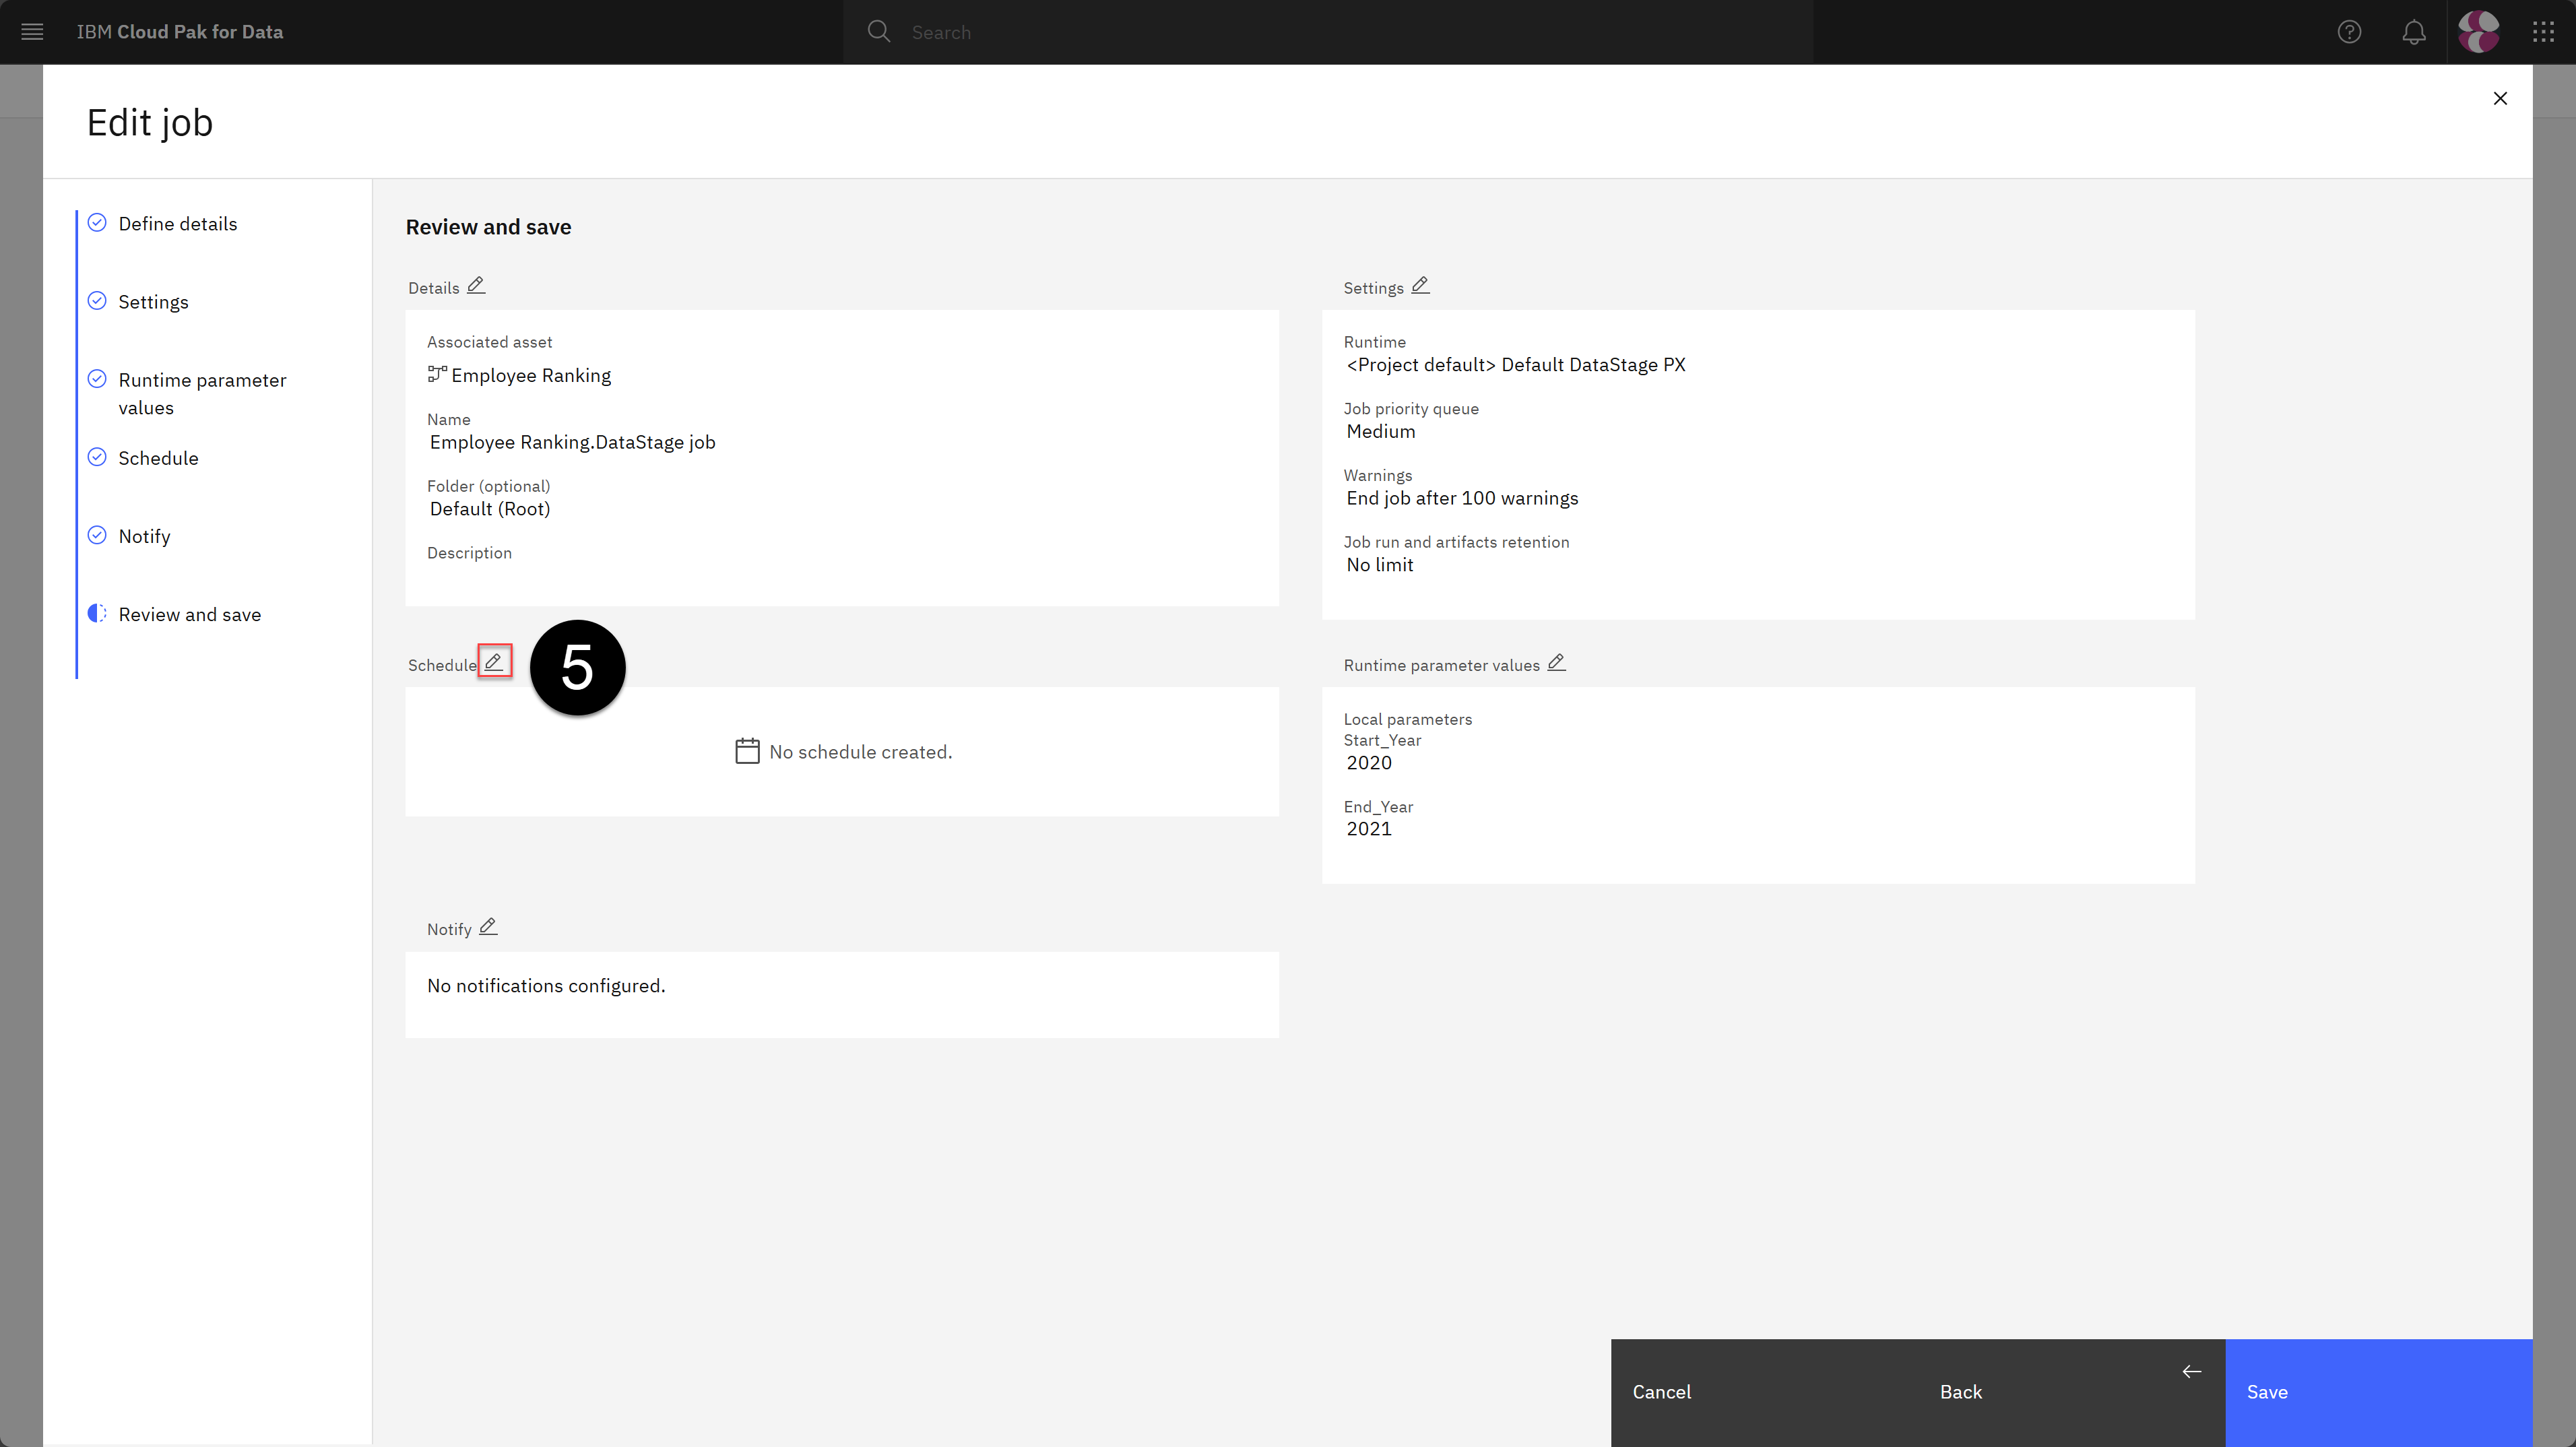 IBM Cloud Pak for Data
Search
Edit job
Define details
Settings
Runtime parameter
values
Schedule
Notify
Review and save
Review and save
Details
Associated asset
Employee Ranking
Name
Employee Ranking.DataStage job
Folder (optional)
Default (Root)
Description
Settings
Runtime
<Project default> Default DataStage PX
Job priority queue
Medium
Warnings
End job after 100 warnings
Job run and artifacts retention
No limit
Schedule
5
No schedule created.
Runtime parameter values
Local parameters
Start_Year
2020
End_Year
2021
Notify
No notifications configured.
Cancel
Back
Save